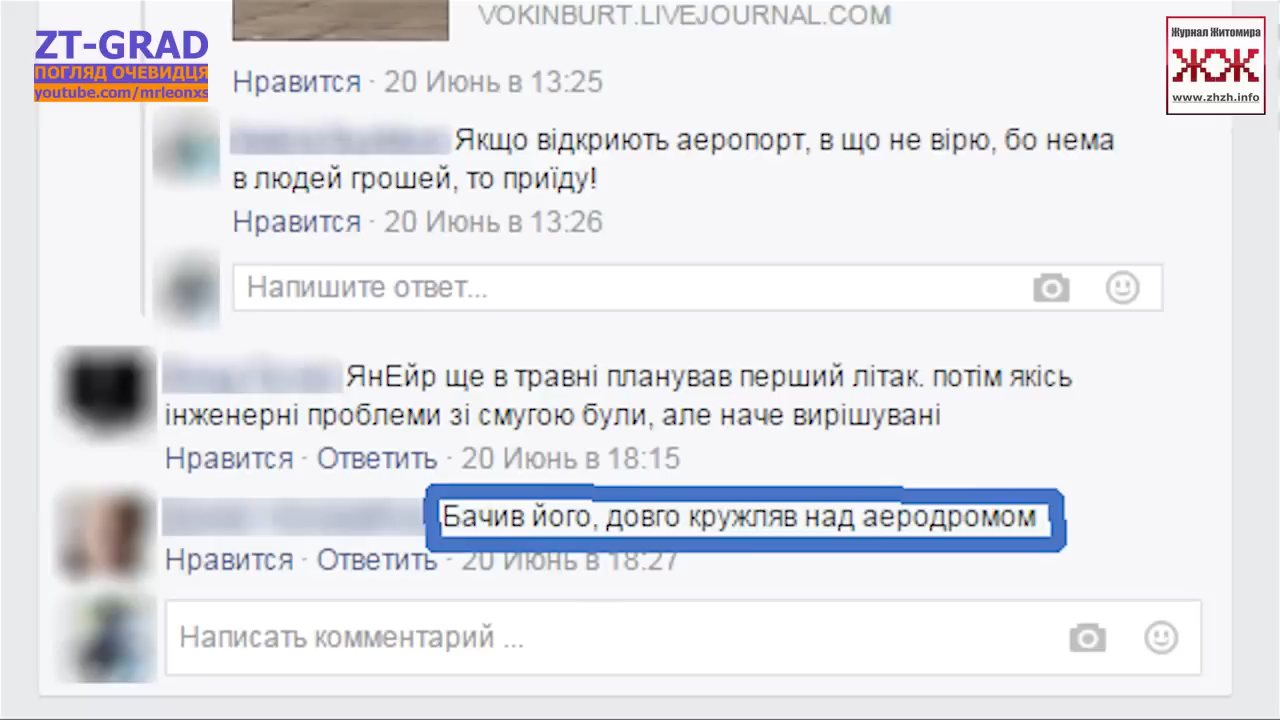 VOKINBURT.LIVEJOURNAL.COM
ZT-GRAD
ПОГЛЯД ОЧЕВИДЦЯ
youtube.com/mrleonxs
Журнал Житомира
ЖЖ
www.zhzh.info
Нравится · 20 Июнь в 13:25
Якщо відкриють аеропорт, в що не вірю, бо нема
в людей грошей, то приїду!
Нравится · 20 Июнь в 13:26
Напишите ответ...
ЯнЕйр ще в травні планував перший літак. потім якісь
інженерні проблеми зі смугою були, але наче вирішувані
Нравится · Ответить · 20 Июнь в 18:15
Бачив його, довго кружляв над аеродромом
Нравится · Ответить · 20 Июнь в 18:27
Написать комментарий ...